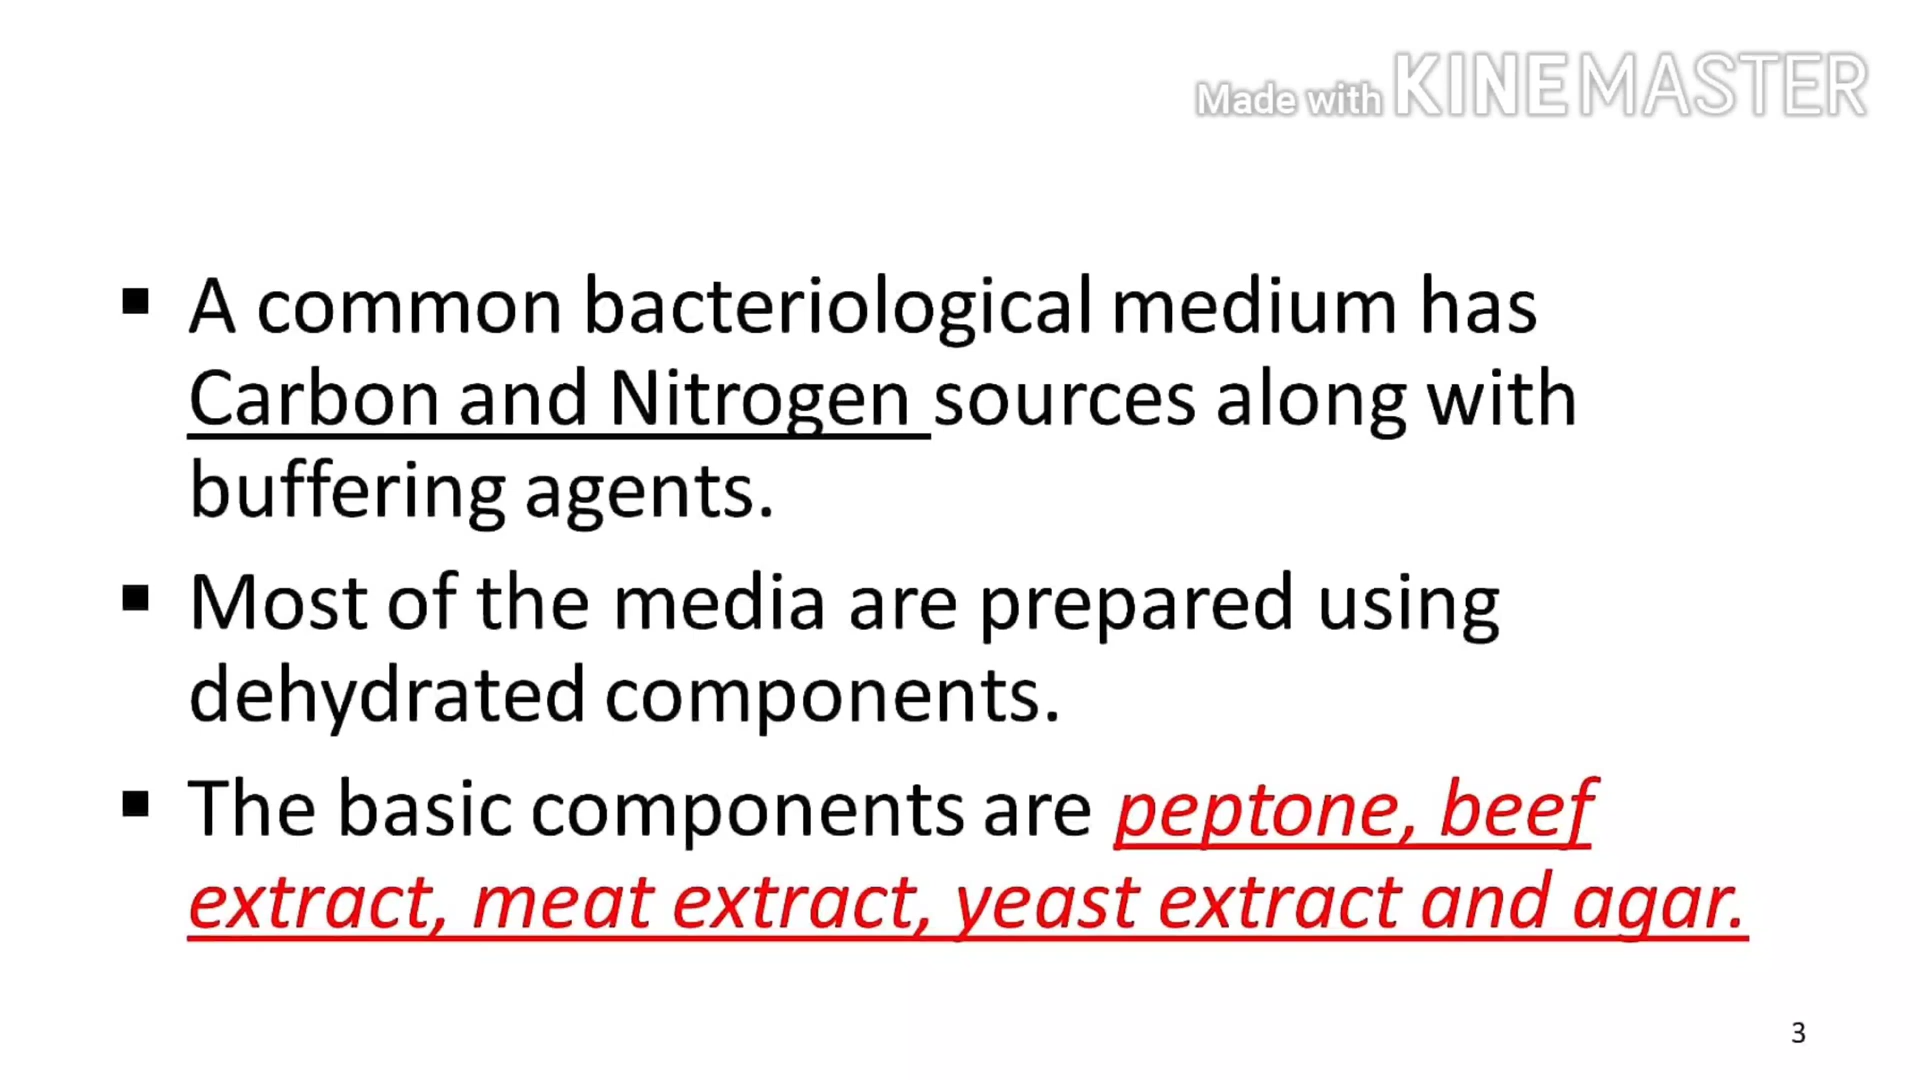 Made with KINEMASTER
▪ A common bacteriological medium has
Carbon and Nitrogen sources along with
buffering agents.
▪ Most of the media are prepared using
dehydrated components.
▪ The basic components are peptone, beef
extract, meat extract, yeast extract and agar.
3